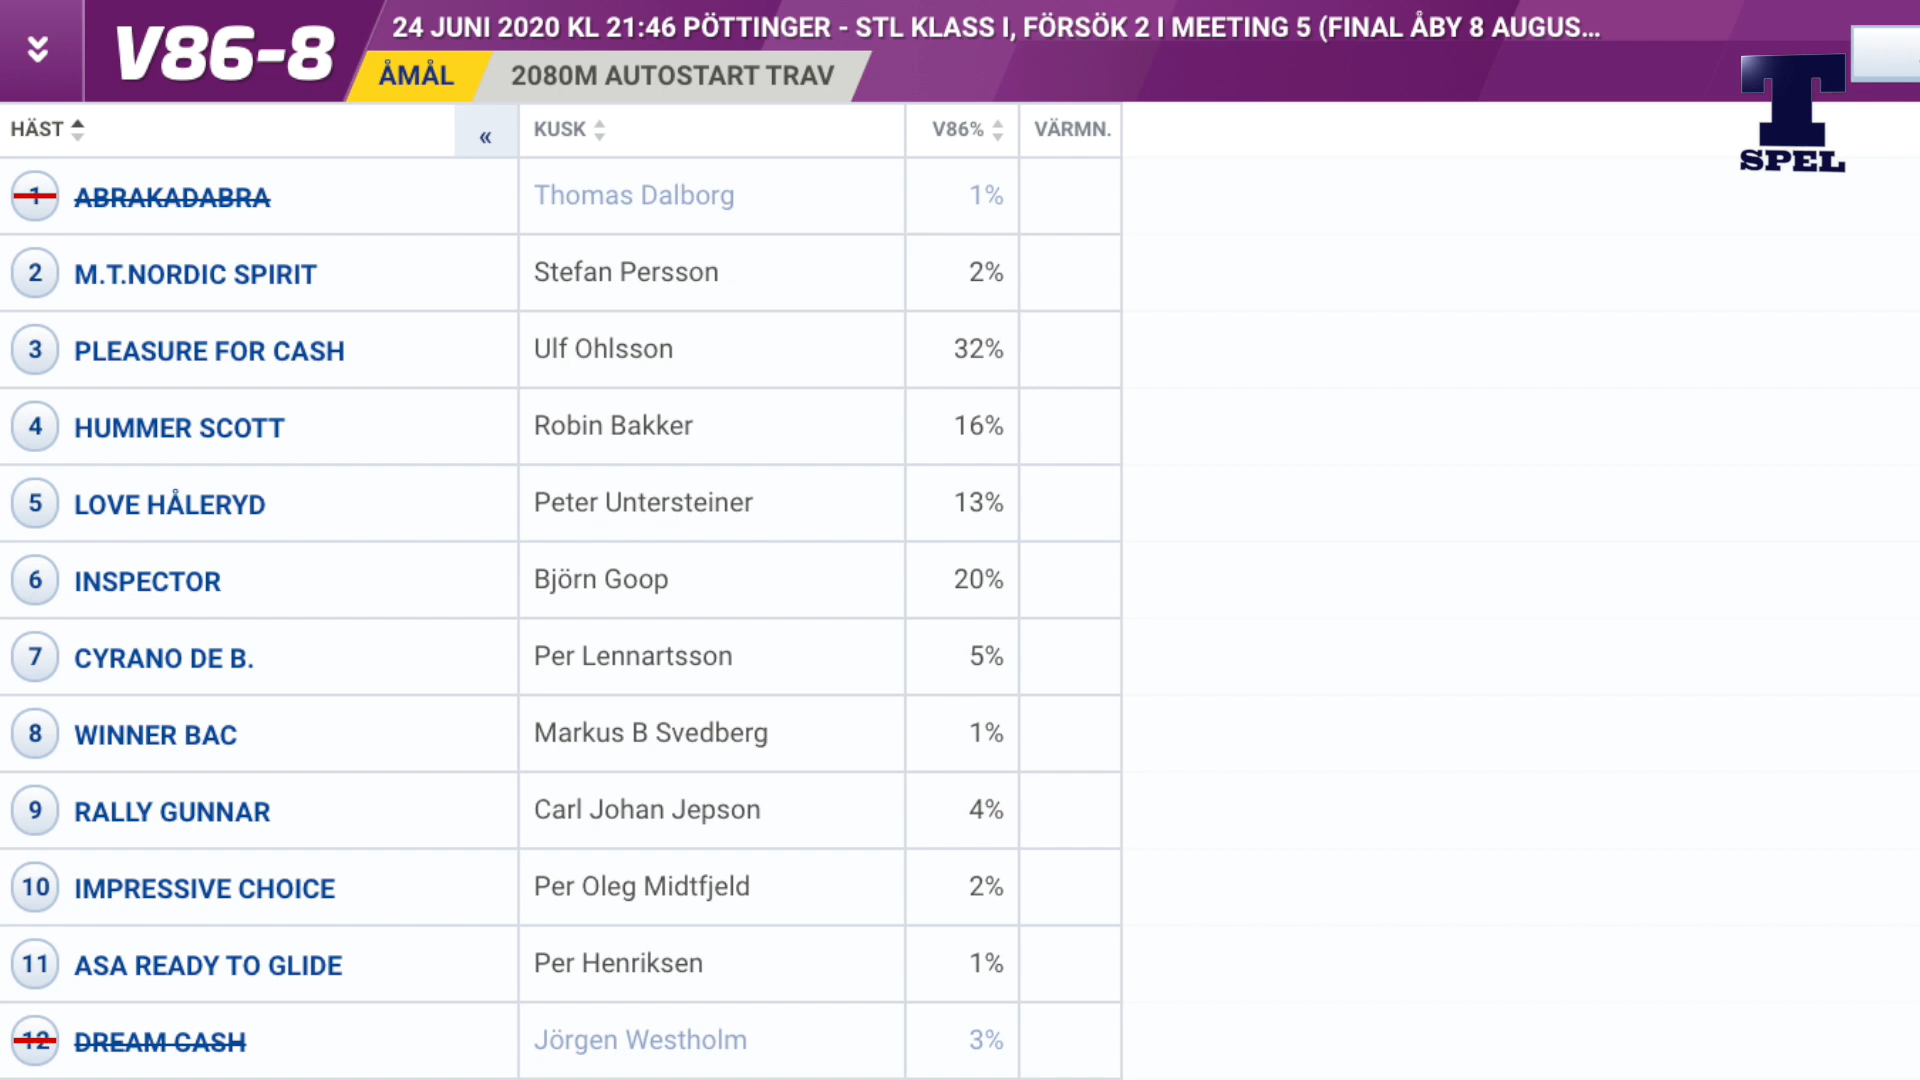 V86-8
24 JUNI 2020 KL 21:46 PÖTTINGER - STL KLASS I, FÖRSÖK 2 I MEETING 5 (FINAL ÅBY 8 AUGUS...
ÅMÅL 2080M AUTOSTART TRAV
T SPEL
HÄST « KUSK V86% VÄRMN.
1 ABRAKADABRA Thomas Dalborg 1%
2 M.T.NORDIC SPIRIT Stefan Persson 2%
3 PLEASURE FOR CASH Ulf Ohlsson 32%
4 HUMMER SCOTT Robin Bakker 16%
5 LOVE HÅLERYD Peter Untersteiner 13%
6 INSPECTOR Björn Goop 20%
7 CYRANO DE B. Per Lennartsson 5%
8 WINNER BAC Markus B Svedberg 1%
9 RALLY GUNNAR Carl Johan Jepson 4%
10 IMPRESSIVE CHOICE Per Oleg Midtfjeld 2%
11 ASA READY TO GLIDE Per Henriksen 1%
12 DREAM CASH Jörgen Westholm 3%